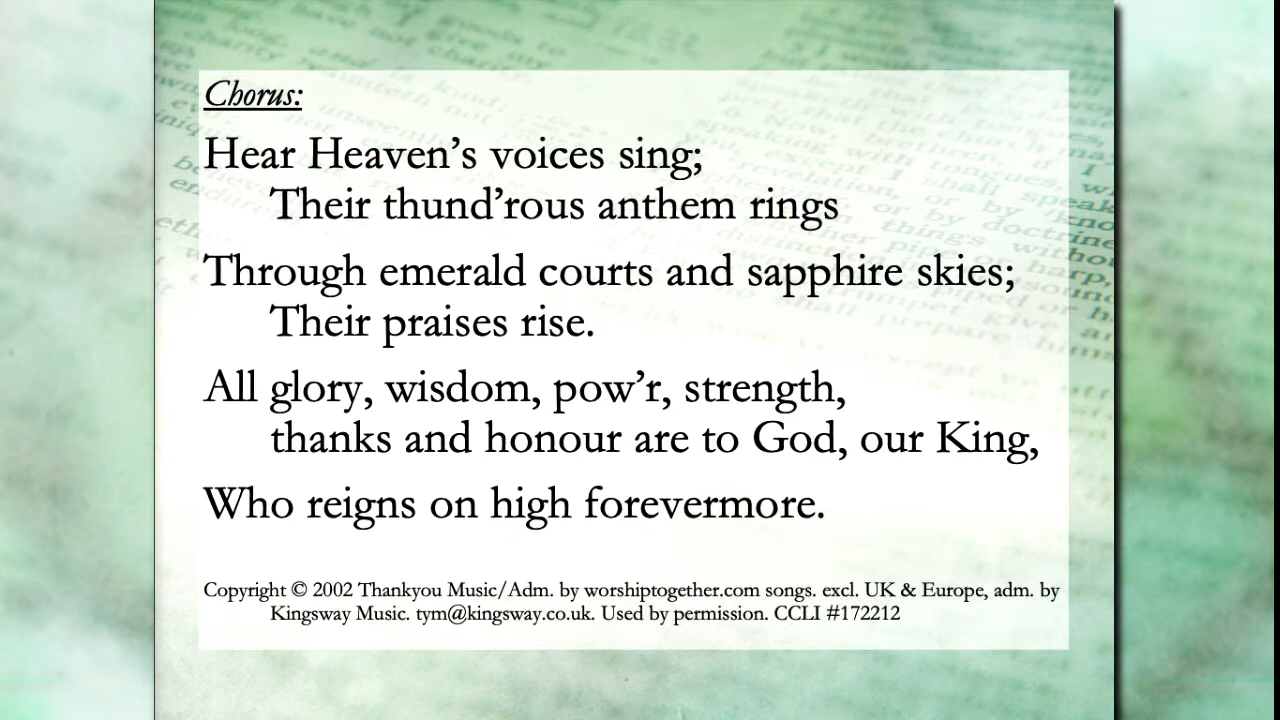 Chorus:
Hear Heaven’s voices sing;
Their thund’rous anthem rings
Through emerald courts and sapphire skies;
Their praises rise.
All glory, wisdom, pow’r, strength,
thanks and honour are to God, our King,
Who reigns on high forevermore.
Copyright © 2002 Thankyou Music/Adm. by worshiptogether.com songs. excl. UK & Europe, adm. by
Kingsway Music. tym@kingsway.co.uk. Used by permission. CCLI #172212